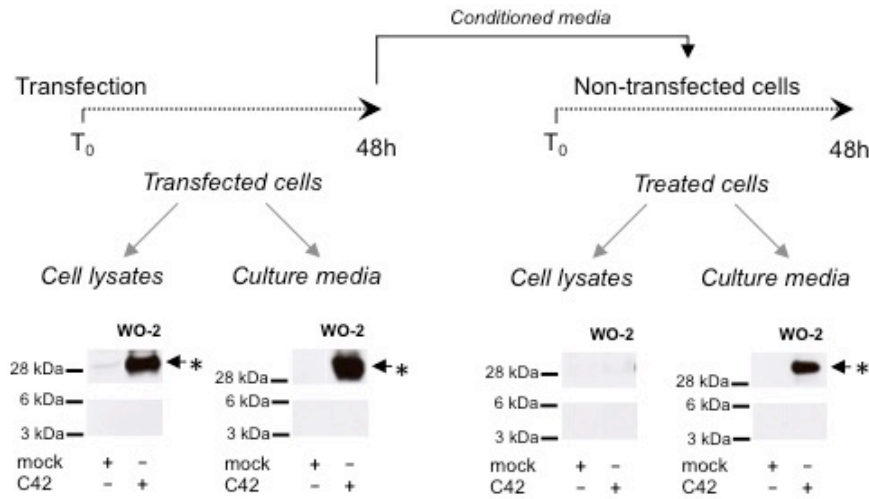 Conditioned media
Transfection
Non-transfected cells
T0
48h
T0
48h
Transfected cells
Treated cells
Cell lysates
Culture media
Cell lysates
Culture media
WO-2
WO-2
WO-2
WO-2
28 kDa
*
28 kDa
*
28 kDa
28 kDa
*
6 kDa
6 kDa
6 kDa
6 kDa
3 kDa
3 kDa
3 kDa
3 kDa
mock + –
mock + –
mock + –
mock + –
C42 – +
C42 – +
C42 – +
C42 – +